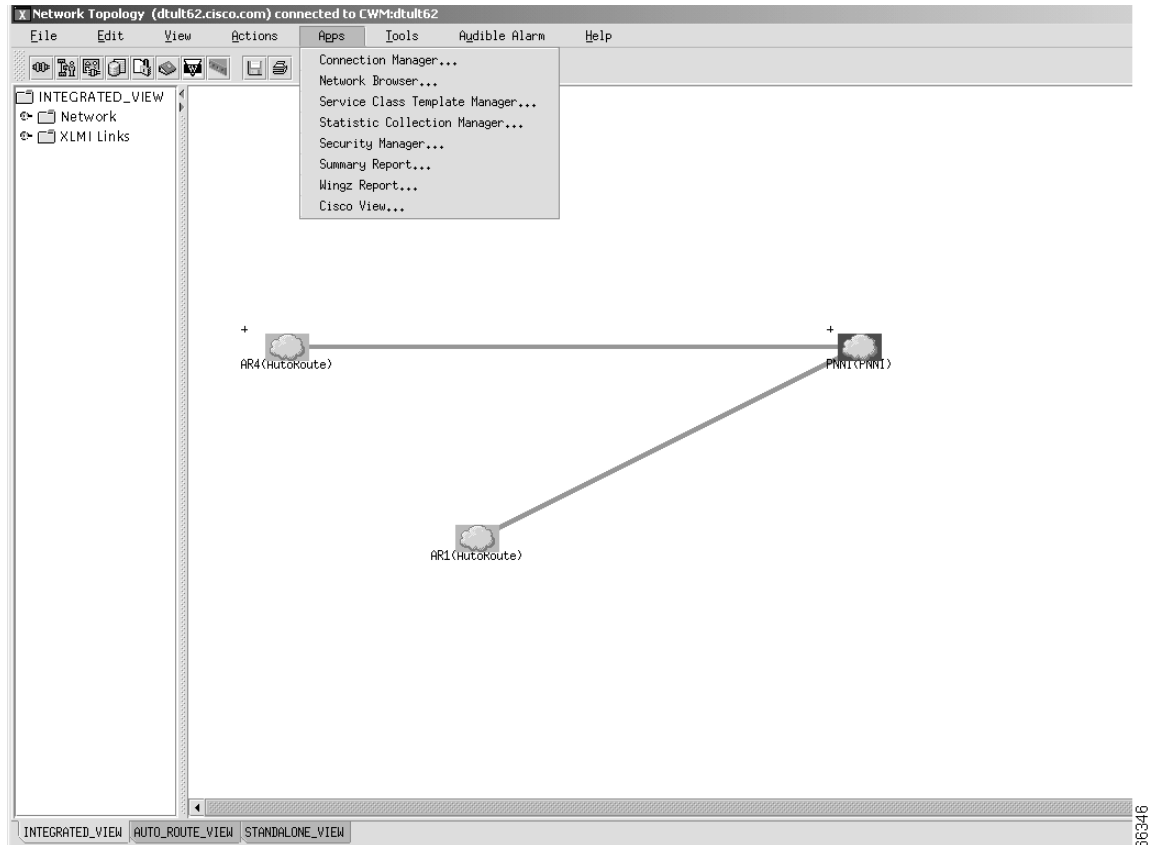 X Network Topology (dtult62.cisco.com) connected to CWM:dtult62
File Edit View Actions Apps Tools Audible Alarm Help
Connection Manager...
Network Browser...
Service Class Template Manager...
Statistic Collection Manager...
Security Manager...
Summary Report...
Wingz Report...
Cisco View...
INTEGRATED_VIEW
Network
XLMI Links
+ +
AR4(AutoRoute) PNNI(PNNI)
AR1(AutoRoute)
INTEGRATED_VIEW AUTO_ROUTE_VIEW STANDALONE_VIEW
66346